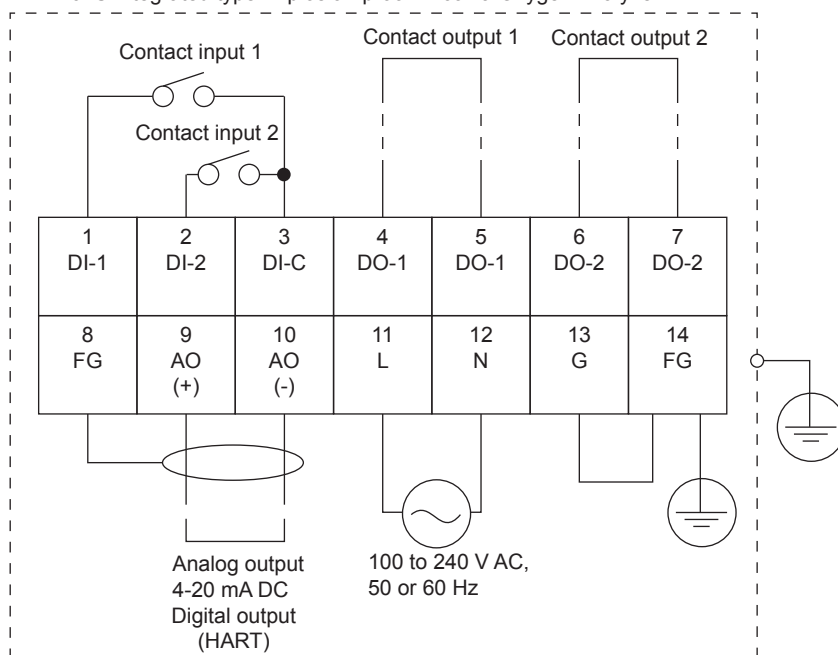 Contact input 1
Contact output 1
Contact output 2
Contact input 2
1
DI-1
2
DI-2
3
DI-C
4
DO-1
5
DO-1
6
DO-2
7
DO-2
8
FG
9
AO
(+)
10
AO
(-)
11
L
12
N
13
G
14
FG
Analog output
4-20 mA DC
Digital output
(HART)
100 to 240 V AC,
50 or 60 Hz